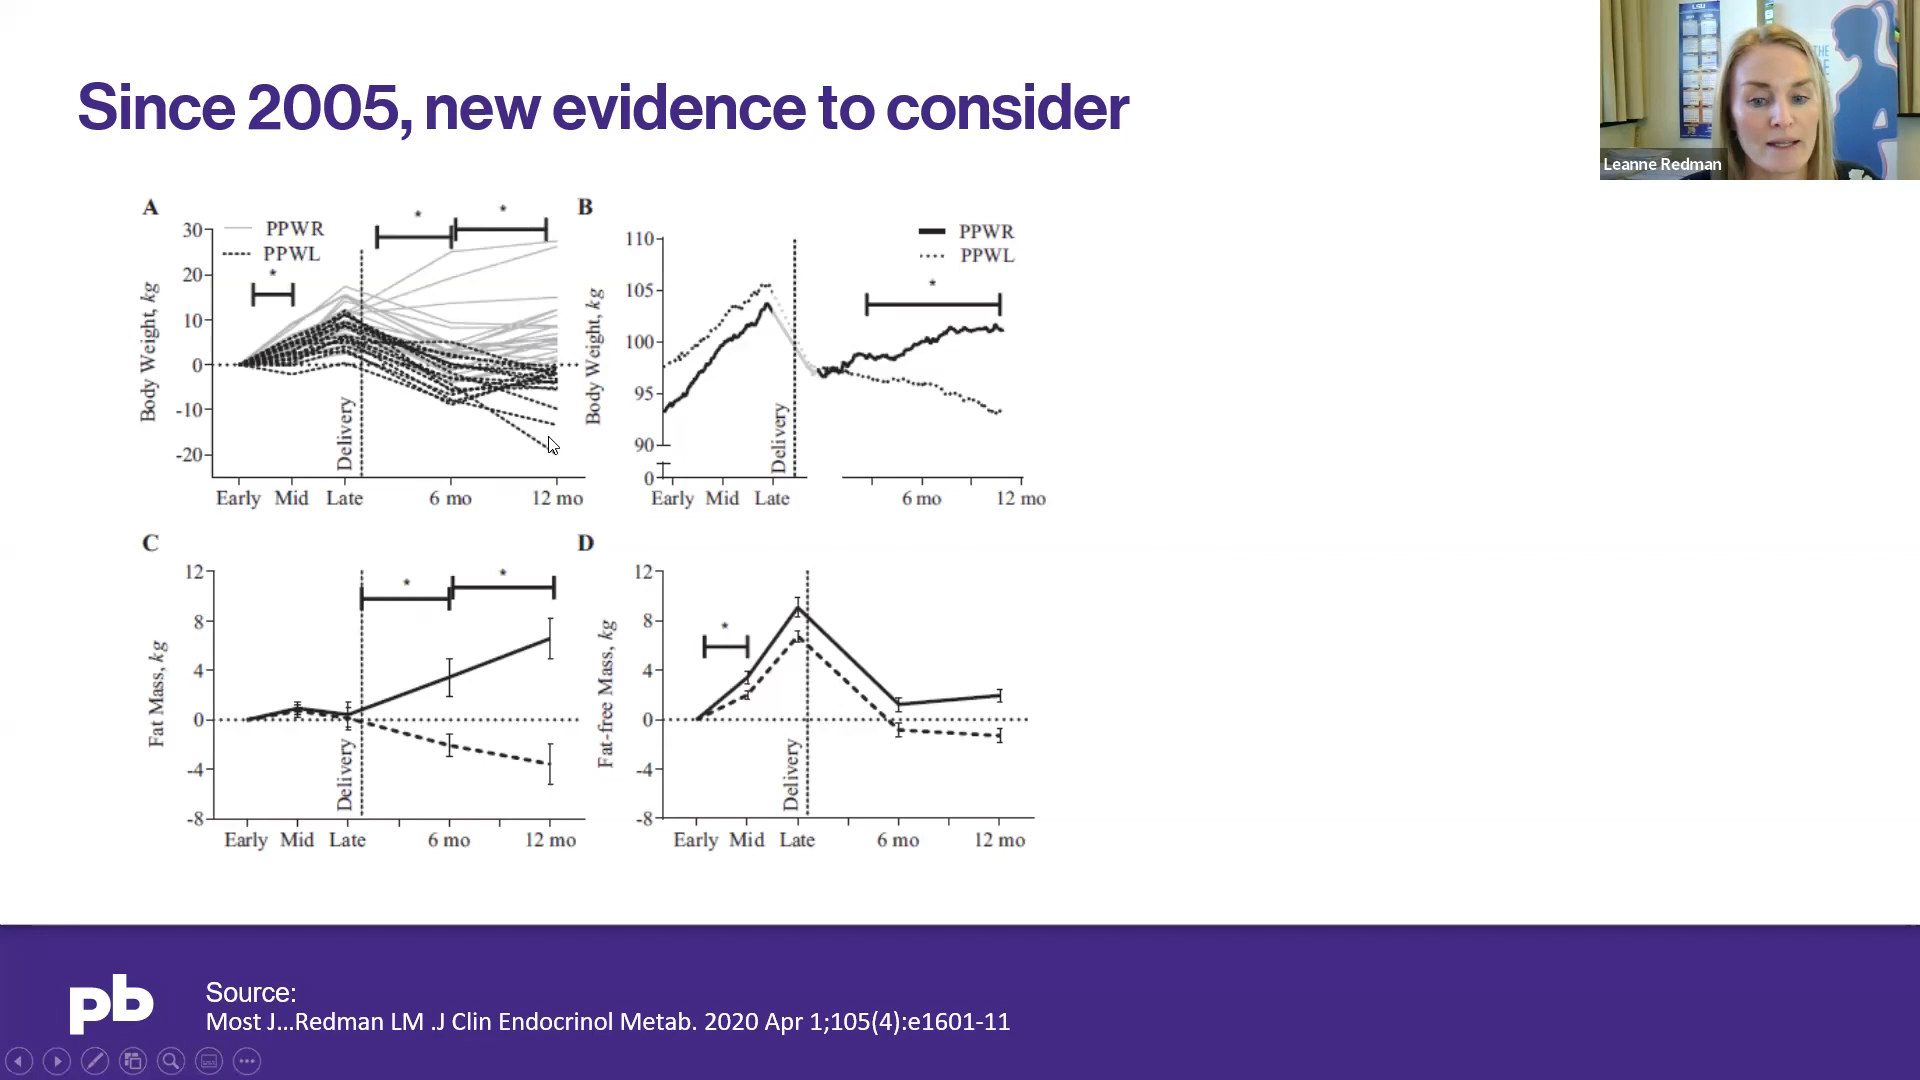 Since 2005, new evidence to consider
LSU
THE
Leanne Redman
A
PPWR
PPWL
*
*
*
30
20
10
0
-10
-20
Body Weight, kg
Delivery
Early Mid Late 6 mo 12 mo
B
PPWR
PPWL
*
110
105
100
95
90
0
Body Weight, kg
Delivery
Early Mid Late 6 mo 12 mo
C
*
*
12
8
4
0
-4
-8
Fat Mass, kg
Delivery
Early Mid Late 6 mo 12 mo
D
*
12
8
4
0
-4
-8
Fat-free Mass, kg
Delivery
Early Mid Late 6 mo 12 mo
pb
Source:
Most J...Redman LM .J Clin Endocrinol Metab. 2020 Apr 1;105(4):e1601-11